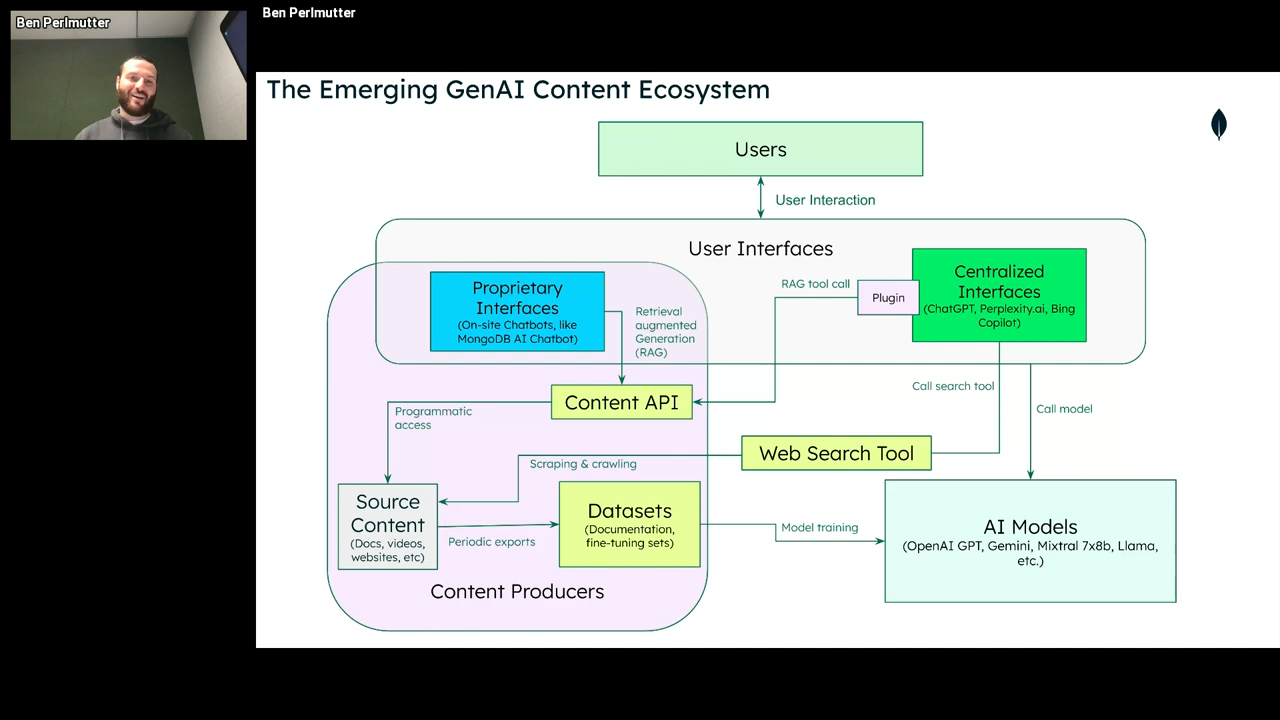 Ben Perlmutter
Ben Perlmutter
The Emerging GenAI Content Ecosystem
Users
User Interaction
User Interfaces
Proprietary
Interfaces
(On-site Chatbots, like
MongoDB AI Chatbot)
Retrieval
augmented
Generation
(RAG)
RAG tool call
Plugin
Centralized
Interfaces
(ChatGPT, Perplexity.ai, Bing
Copilot)
Content API
Programmatic
access
Call search tool
Call model
Web Search Tool
Scraping & crawling
Source
Content
(Docs, videos,
websites, etc)
Periodic exports
Datasets
(Documentation,
fine-tuning sets)
Model training
AI Models
(OpenAI GPT, Gemini, Mixtral 7x8b, Llama,
etc.)
Content Producers